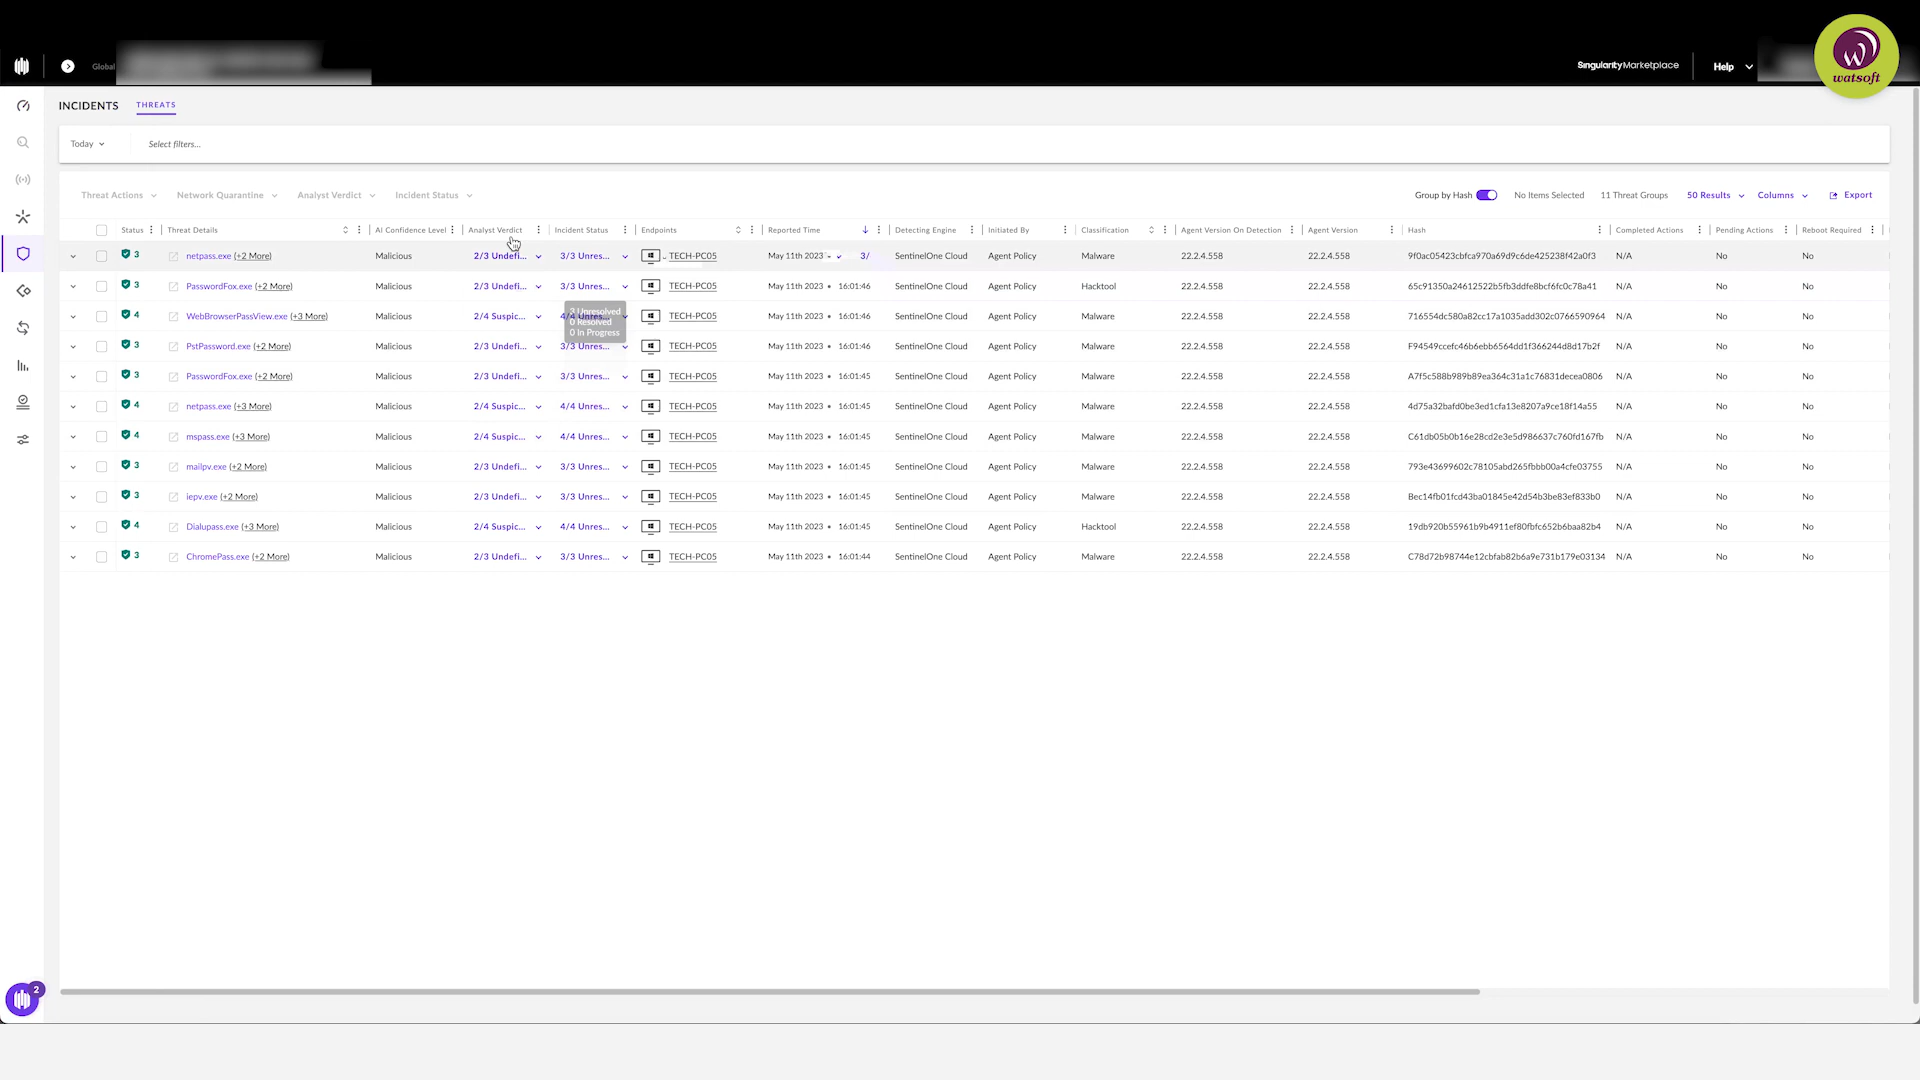 Global
Singularity Marketplace
Help
watsoft
INCIDENTS THREATS
Today Select filters...
Threat Actions Network Quarantine Analyst Verdict Incident Status Group by Hash No Items Selected 11 Threat Groups 50 Results Columns Export
Status Threat Details AI Confidence Level Analyst Verdict Incident Status Endpoints Reported Time Detecting Engine Initiated By Classification Agent Version On Detection Agent Version Hash Completed Actions Pending Actions Reboot Required
3 netpass.exe (+2 More) Malicious 2/3 Undefi... 3/3 Unres... TECH-PC05 May 11th 2023 3/ SentinelOne Cloud Agent Policy Malware 22.2.4.558 22.2.4.558 9f0ac05423cbfca970a69d9c6de425238f42a0f3 N/A No No
3 PasswordFox.exe (+2 More) Malicious 2/3 Undefi... 3/3 Unres... TECH-PC05 May 11th 2023 • 16:01:46 SentinelOne Cloud Agent Policy Hacktool 22.2.4.558 22.2.4.558 65c91350a24612522b5fb3ddfe8bcf6fc0c78a41 N/A No No
3 Unresolved
0 Resolved
0 In Progress
4 WebBrowserPassView.exe (+3 More) Malicious 2/4 Suspic... 4/4 Unres... TECH-PC05 May 11th 2023 • 16:01:46 SentinelOne Cloud Agent Policy Malware 22.2.4.558 22.2.4.558 716554dc580a82cc17a1035add302c0766590964 N/A No No
3 PstPassword.exe (+2 More) Malicious 2/3 Undefi... 3/3 Unres... TECH-PC05 May 11th 2023 • 16:01:46 SentinelOne Cloud Agent Policy Malware 22.2.4.558 22.2.4.558 F94549ccefc46b6ebb6564dd1f366244d8d17b2f N/A No No
3 PasswordFox.exe (+2 More) Malicious 2/3 Undefi... 3/3 Unres... TECH-PC05 May 11th 2023 • 16:01:45 SentinelOne Cloud Agent Policy Malware 22.2.4.558 22.2.4.558 A7f5c588b989b89ea364c31a1c76831decea0806 N/A No No
4 netpass.exe (+3 More) Malicious 2/4 Suspic... 4/4 Unres... TECH-PC05 May 11th 2023 • 16:01:45 SentinelOne Cloud Agent Policy Malware 22.2.4.558 22.2.4.558 4d75a32bafd0be3ed1cfa13e8207a9ce18f14a55 N/A No No
4 mspass.exe (+3 More) Malicious 2/4 Suspic... 4/4 Unres... TECH-PC05 May 11th 2023 • 16:01:45 SentinelOne Cloud Agent Policy Malware 22.2.4.558 22.2.4.558 C61db05b0b16e28cd2e3e5d986637c760fd167fb N/A No No
3 mailpv.exe (+2 More) Malicious 2/3 Undefi... 3/3 Unres... TECH-PC05 May 11th 2023 • 16:01:45 SentinelOne Cloud Agent Policy Malware 22.2.4.558 22.2.4.558 793e43699602c78105abd265fbbb00a4cfe03755 N/A No No
3 iepv.exe (+2 More) Malicious 2/3 Undefi... 3/3 Unres... TECH-PC05 May 11th 2023 • 16:01:45 SentinelOne Cloud Agent Policy Malware 22.2.4.558 22.2.4.558 Bec14fb01fcd43ba01845e42d54b3be83ef833b0 N/A No No
4 Dialupass.exe (+3 More) Malicious 2/4 Suspic... 4/4 Unres... TECH-PC05 May 11th 2023 • 16:01:45 SentinelOne Cloud Agent Policy Hacktool 22.2.4.558 22.2.4.558 19db920b55961b9b4911ef80fbfc652b6baa82b4 N/A No No
3 ChromePass.exe (+2 More) Malicious 2/3 Undefi... 3/3 Unres... TECH-PC05 May 11th 2023 • 16:01:44 SentinelOne Cloud Agent Policy Malware 22.2.4.558 22.2.4.558 C78d72b98744e12cbfab82b6a9e731b179e03134 N/A No No
2